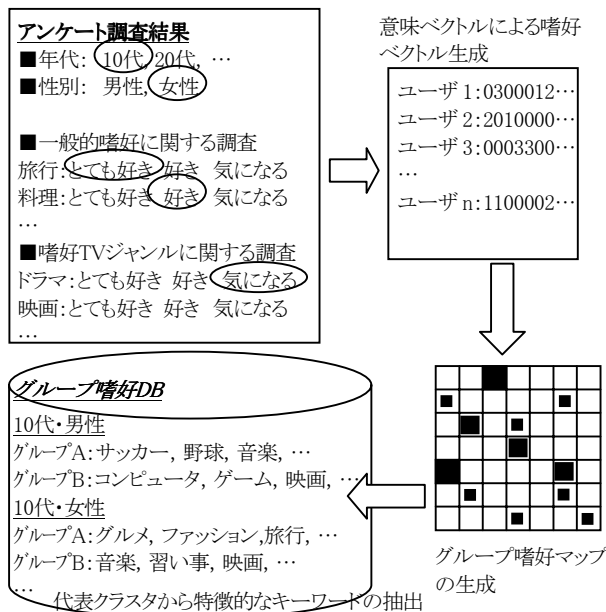 アンケート調査結果
■年代: 10代, 20代, …
■性別: 男性, 女性
■一般的嗜好に関する調査
旅行:とても好き 好き 気になる
料理:とても好き 好き 気になる
…
■嗜好TVジャンルに関する調査
ドラマ:とても好き 好き 気になる
映画:とても好き 好き 気になる
…
意味ベクトルによる嗜好
ベクトル生成
ユーザ1:0300012…
ユーザ2:2010000…
ユーザ3:0003300…
…
ユーザn:1100002…
グループ嗜好マップ
の生成
グループ嗜好DB
10代・男性
グループA:サッカー, 野球, 音楽, …
グループB:コンピュータ, ゲーム, 映画, …
10代・女性
グループA:グルメ, ファッション,旅行, …
グループB:音楽, 習い事, 映画, …
…
代表クラスタから特徴的なキーワードの抽出